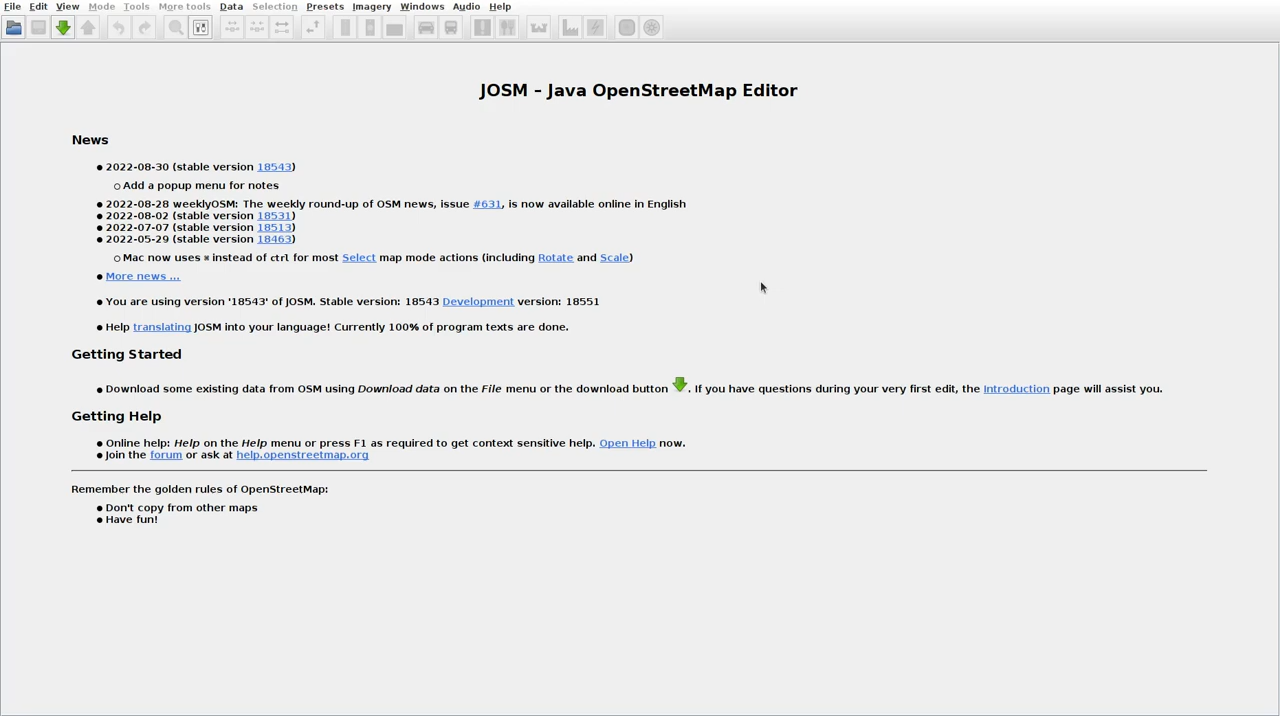 File Edit View Mode Tools More tools Data Selection Presets Imagery Windows Audio Help
JOSM – Java OpenStreetMap Editor
News
2022-08-30 (stable version 18543)
Add a popup menu for notes
2022-08-28 weeklyOSM: The weekly round-up of OSM news, issue #631, is now available online in English
2022-08-02 (stable version 18531)
2022-07-07 (stable version 18513)
2022-05-29 (stable version 18463)
Mac now uses ⌘ instead of ctrl for most Select map mode actions (including Rotate and Scale)
More news ...
You are using version '18543' of JOSM. Stable version: 18543 Development version: 18551
Help translating JOSM into your language! Currently 100% of program texts are done.
Getting Started
Download some existing data from OSM using Download data on the File menu or the download button . If you have questions during your very first edit, the Introduction page will assist you.
Getting Help
Online help: Help on the Help menu or press F1 as required to get context sensitive help. Open Help now.
Join the forum or ask at help.openstreetmap.org
Remember the golden rules of OpenStreetMap:
Don't copy from other maps
Have fun!